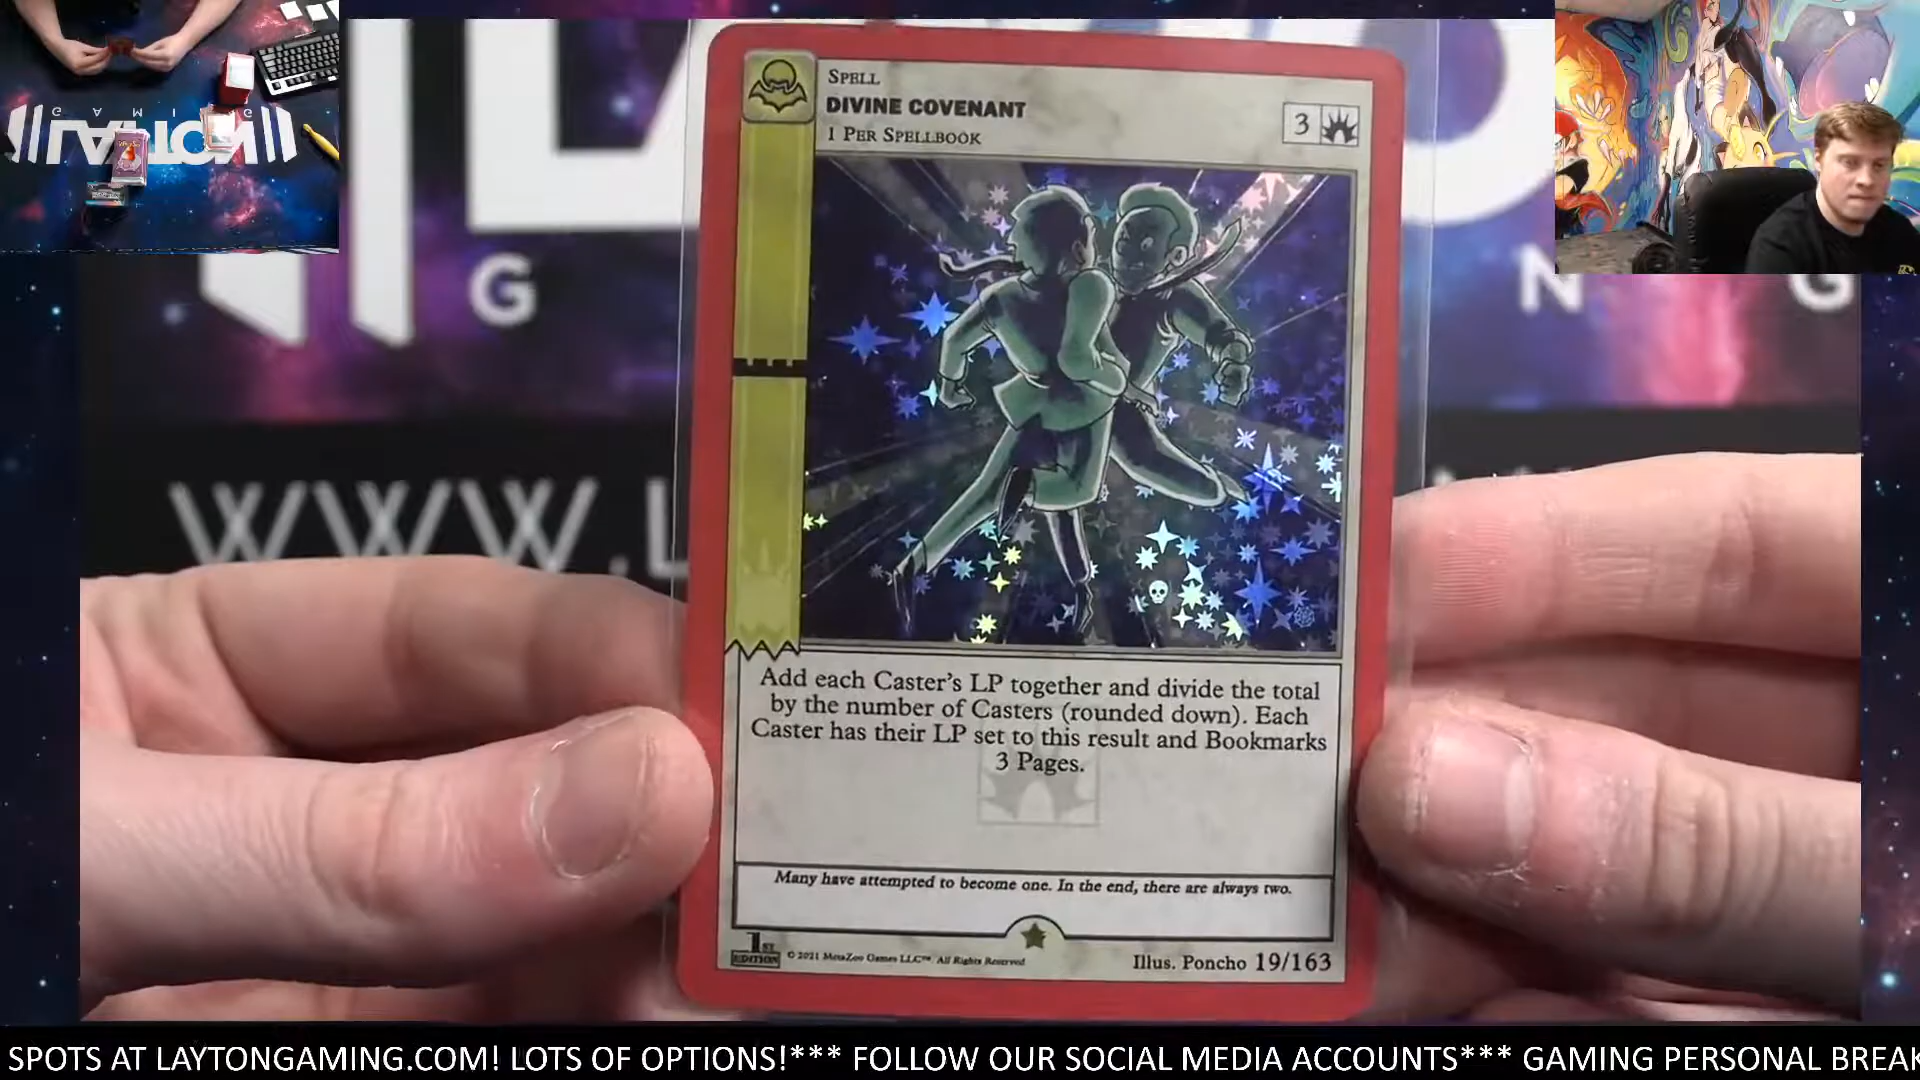 SPELL
DIVINE COVENANT
1 PER SPELLBOOK
3
Add each Caster's LP together and divide the total
by the number of Casters (rounded down). Each
Caster has their LP set to this result and Bookmarks
3 Pages.
Many have attempted to become one. In the end, there are always two.
1ST
EDITION
© 2021 MetaZoo Games LLC™. All Rights Reserved
Illus. Poncho 19/163
G
N G
WWW.L
GAMING
LAYTON
SPOTS AT LAYTONGAMING.COM! LOTS OF OPTIONS!*** FOLLOW OUR SOCIAL MEDIA ACCOUNTS*** GAMING PERSONAL BREAK